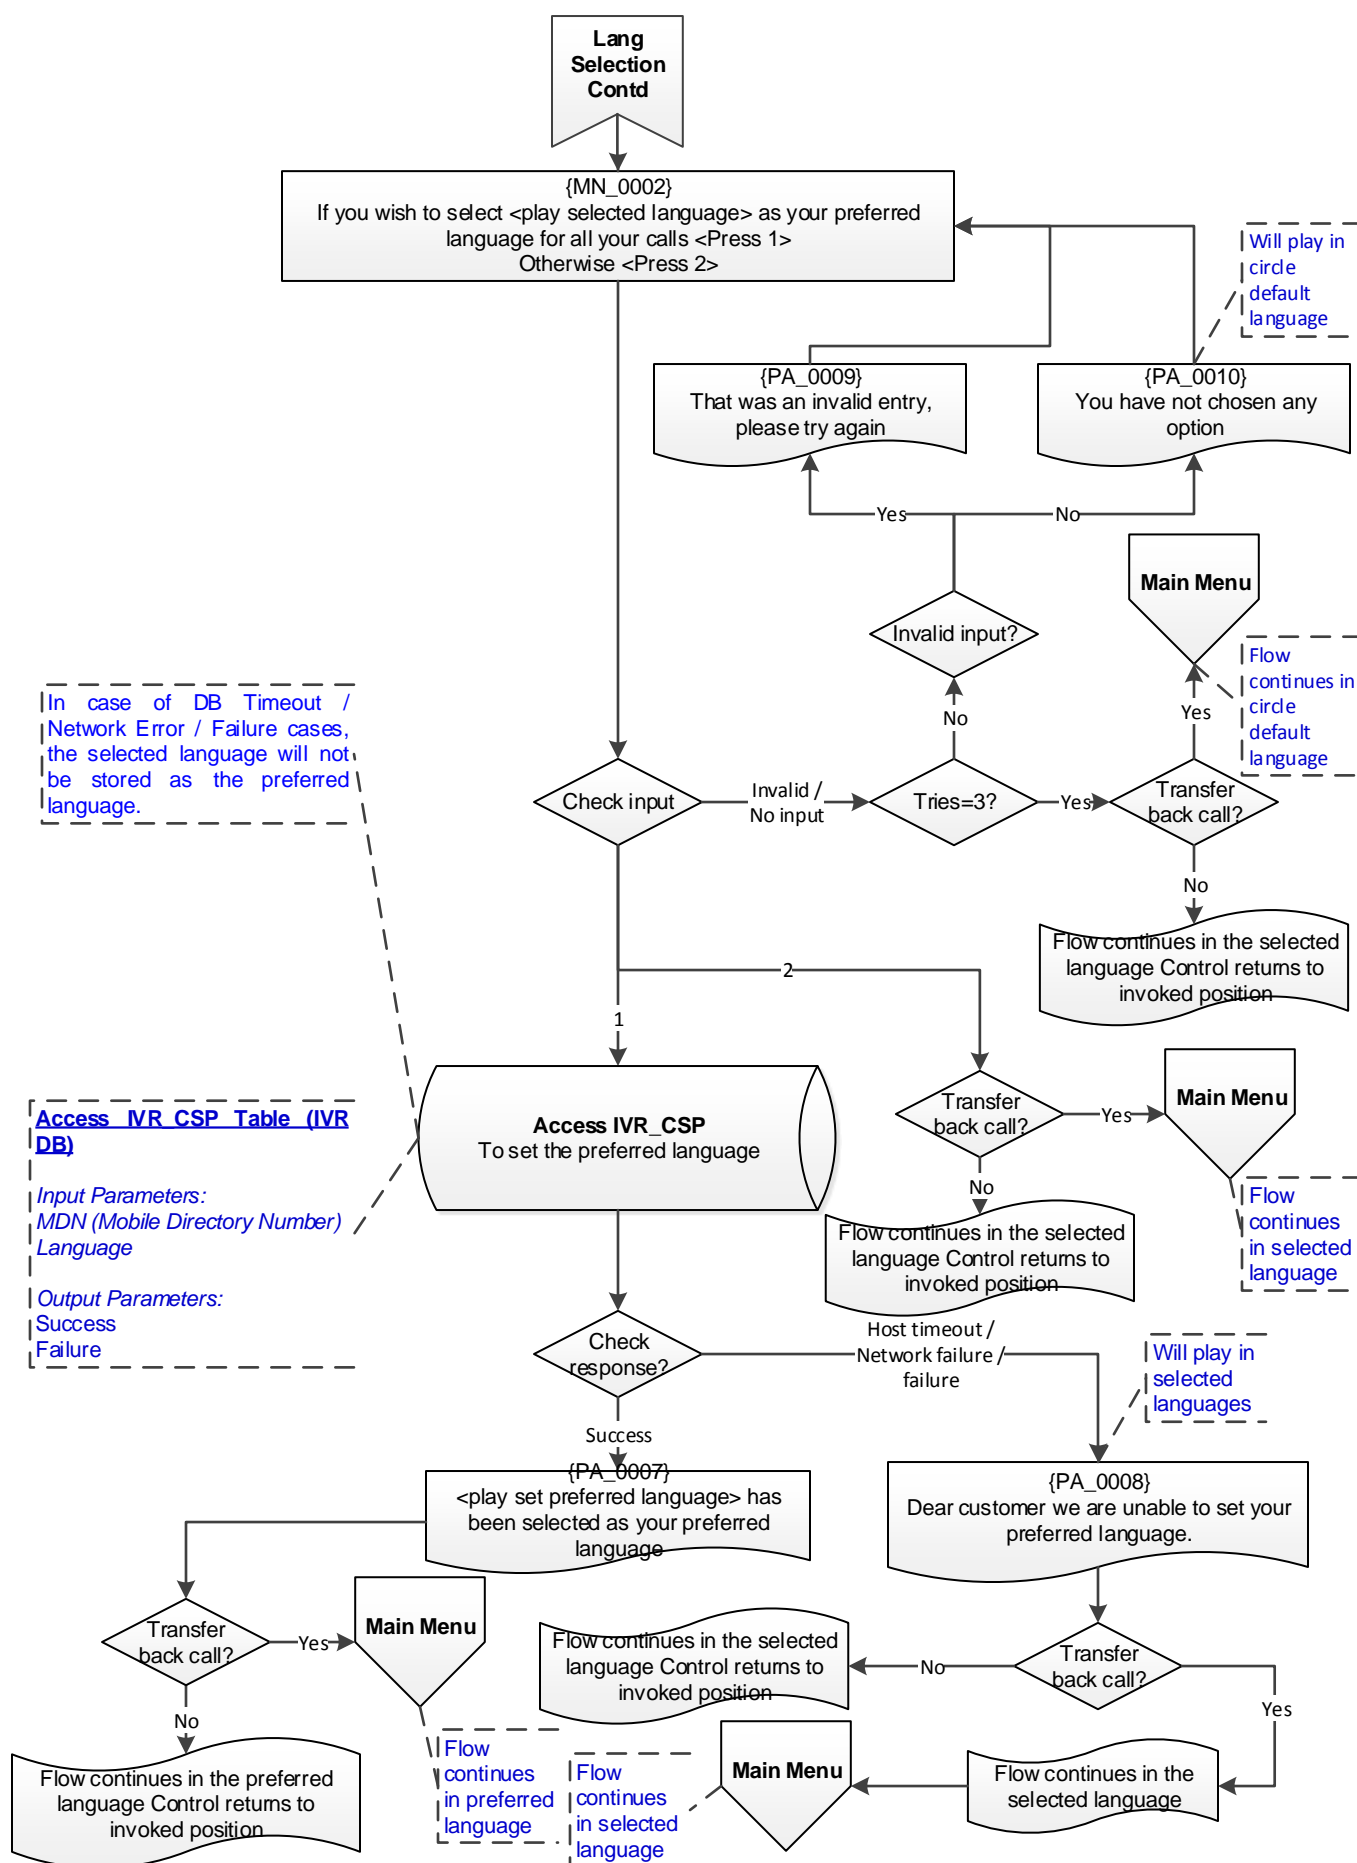 Lang
Selection
Contd
{MN_0002}
If you wish to select <play selected language> as your preferred
language for all your calls <Press 1>
Otherwise <Press 2>
Will play in
circle
default
language
{PA_0009}
That was an invalid entry,
please try again
{PA_0010}
You have not chosen any
option
Yes
No
Main Menu
Invalid input?
Flow
continues in
circle
default
language
In case of DB Timeout /
Network Error / Failure cases,
the selected language will not
be stored as the preferred
language.
No
Yes
Check input
Invalid /
No input
Tries=3?
Yes
Transfer
back call?
No
Flow continues in the selected
language Control returns to
invoked position
2
1
Access IVR_CSP
To set the preferred language
Transfer
back call?
Yes
Main Menu
No
Flow continues in the selected
language Control returns to
invoked position
Flow
continues
in selected
language
Access IVR_CSP Table (IVR
DB)
Input Parameters:
MDN (Mobile Directory Number)
Language
Output Parameters:
Success
Failure
Check
response?
Host timeout /
Network failure /
failure
Will play in
selected
languages
Success
{PA_0007}
<play set preferred language> has
been selected as your preferred
language
{PA_0008}
Dear customer we are unable to set your
preferred language.
Transfer
back call?
Yes
Main Menu
Flow continues in the selected
language Control returns to
invoked position
No
Transfer
back call?
Yes
No
Flow continues in the preferred
language Control returns to
invoked position
Flow
continues
in preferred
language
Flow
continues
in selected
language
Main Menu
Flow continues in the
selected language